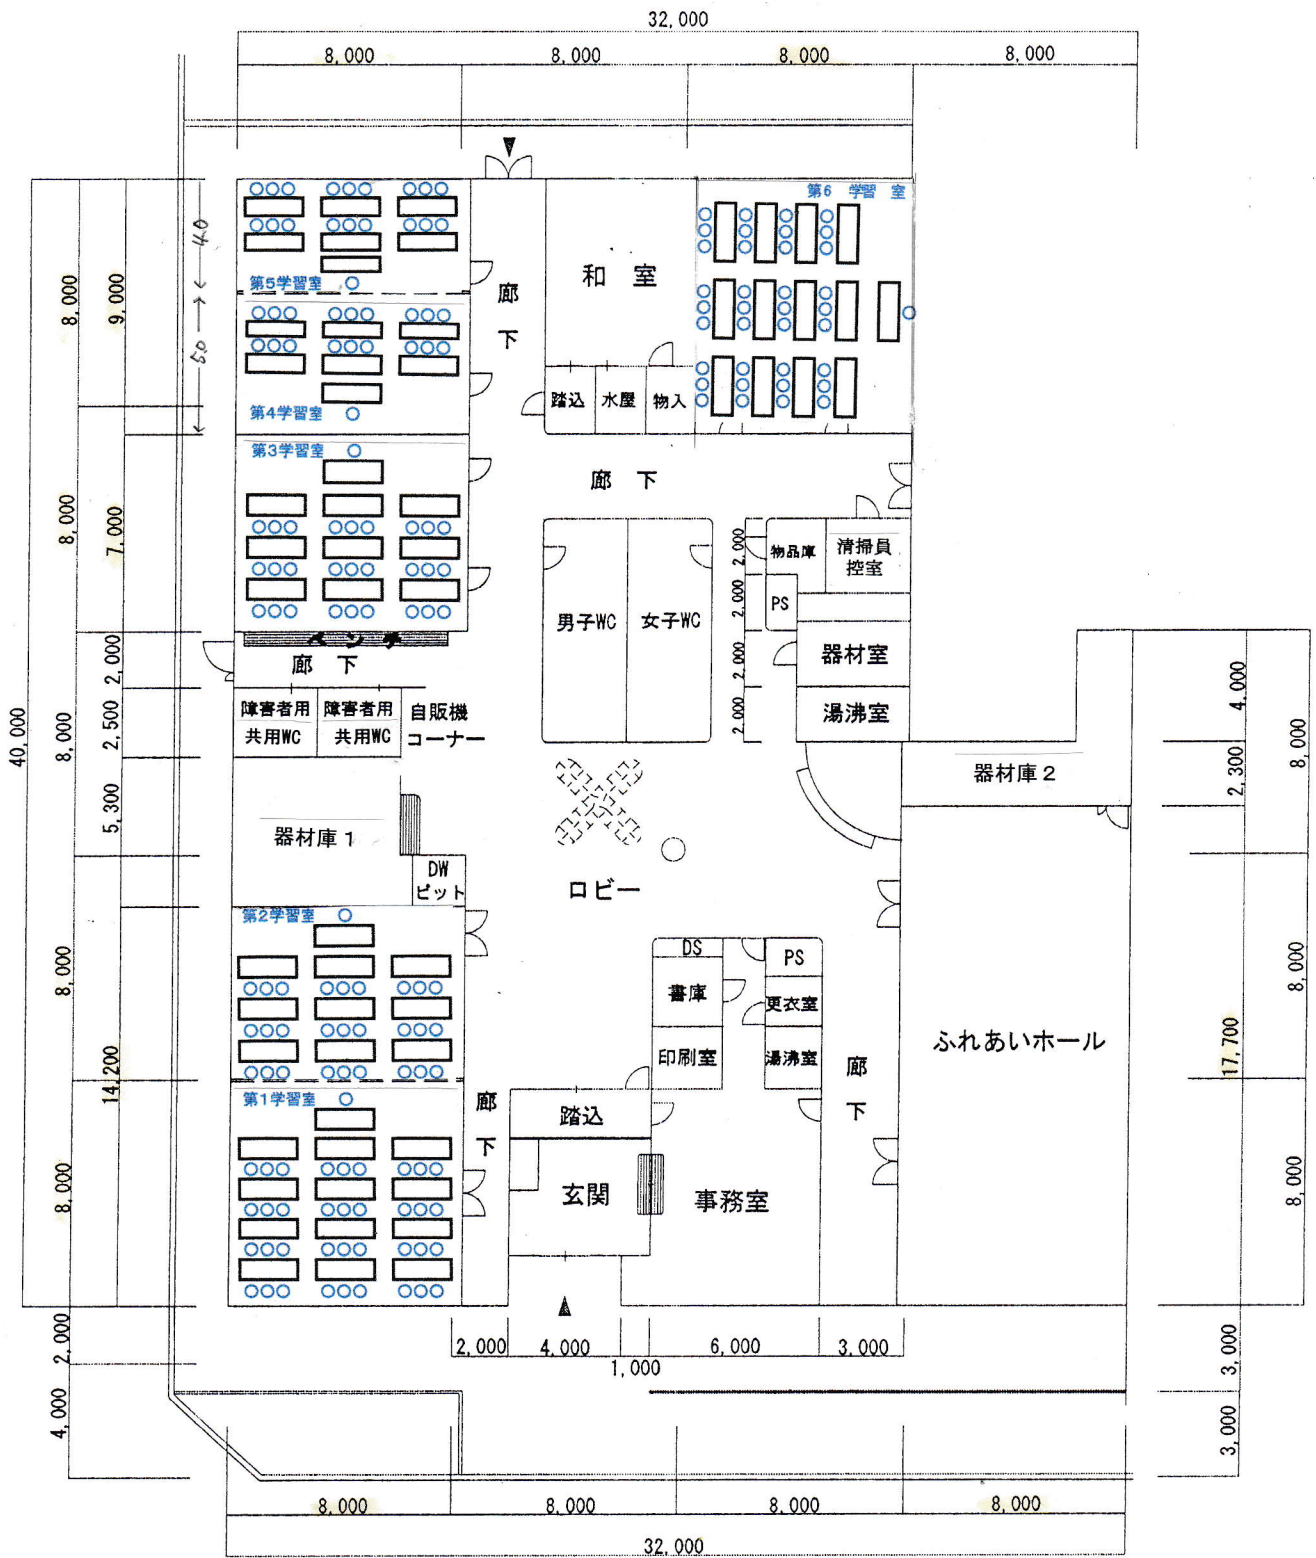 32,000
8,000
8,000
8,000
8,000
第6 学習 室
和 室
廊
下
第5学習室
第4学習室
踏込
水屋
物入
第3学習室
廊 下
8,000
9,000
4.0
5.0
8,000
7,000
2,000
2,000
2,000
2,000
物品庫
清掃員
控室
PS
男子WC
女子WC
器材室
湯沸室
ベンチ
廊 下
障害者用
共用WC
障害者用
共用WC
自販機
コーナー
40,000
8,000
2,000
2,500
5,300
器材庫1
DW
ピット
ロビー
器材庫2
4,000
2,300
8,000
第2学習室
8,000
14,200
DS
PS
書庫
更衣室
印刷室
湯沸室
廊
下
ふれあいホール
8,000
17,700
第1学習室
廊
下
踏込
玄関
事務室
8,000
8,000
2,000
4,000
2,000
4,000
1,000
6,000
3,000
3,000
3,000
8,000
8,000
8,000
8,000
32,000